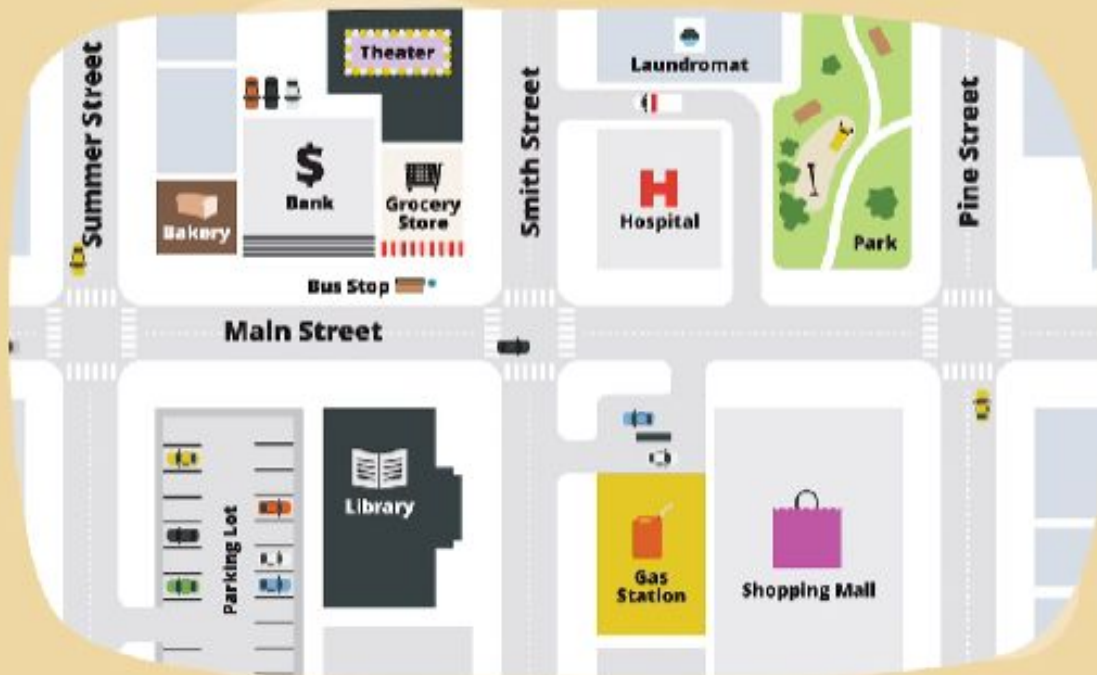 Summer Street
Theater
Smith Street
Laundromat
Pine Street
$
Bank
Grocery
Store
Bakery
H
Hospital
Park
Bus Stop
Main Street
Parking Lot
Library
Gas
Station
Shopping Mall